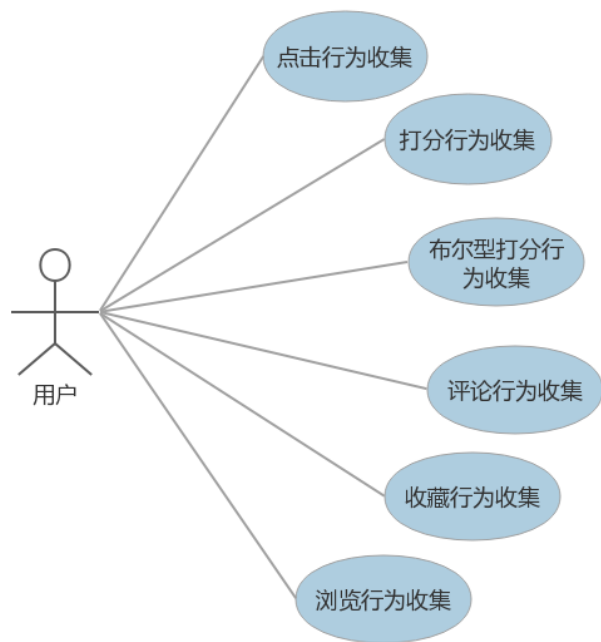 点击行为收集
打分行为收集
布尔型打分行
为收集
评论行为收集
用户
收藏行为收集
浏览行为收集